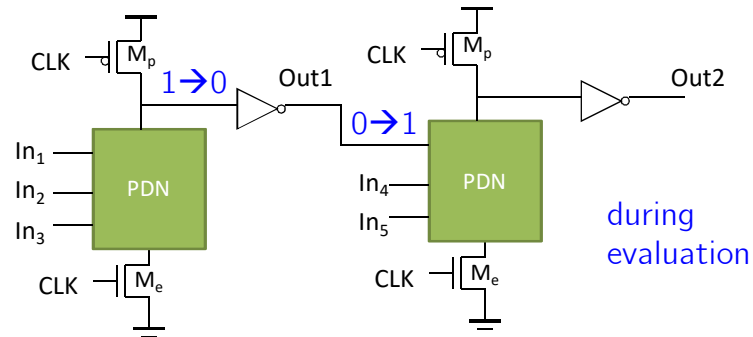 CLK
Mₚ
1→0
Out1
CLK
Mₚ
Out2
0→1
In₁
In₂
In₃
PDN
In₄
In₅
PDN
during
evaluation
CLK
Mₑ
CLK
Mₑ